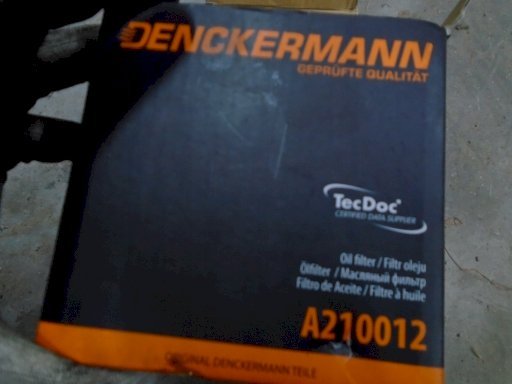 DENCKERMANN
GEPRÜFTE QUALITÄT
TecDoc
CERTIFIED DATA SUPPLIER
Oil filter / Filtr oleju
Ölfilter / Масляный фильтр
Filtro de Aceite / Filtre à huile
A210012
ORIGINAL DENCKERMANN TEILE